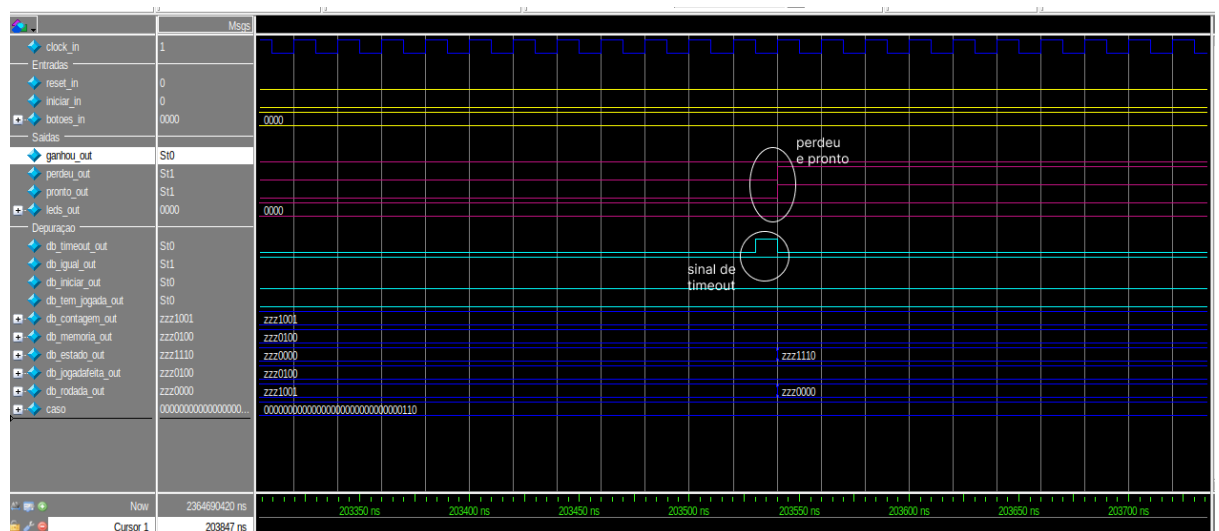 Msgs
clock_in 1
Entradas
reset_in 0
iniciar_in 0
botoes_in 0000 0000
Saidas
perdeu
e pronto
ganhou_out St0
perdeu_out St1
pronto_out St1
leds_out 0000 0000
Depuraçao
db_timeout_out St0
db_igual_out St1
sinal de
timeout
db_iniciar_out St0
db_tem_jogada_out St0
db_contagem_out zzz1001 zzz1001
db_memoria_out zzz0100 zzz0100
db_estado_out zzz1110 zzz0000 zzz1110
db_jogadafeita_out zzz0100 zzz0100
db_rodada_out zzz0000 zzz1001 zzz0000
caso 00000000000000000... 00000000000000000000000000000110
Now 2364690420 ns
203350 ns 203400 ns 203450 ns 203500 ns 203550 ns 203600 ns 203650 ns 203700 ns
Cursor 1 203847 ns